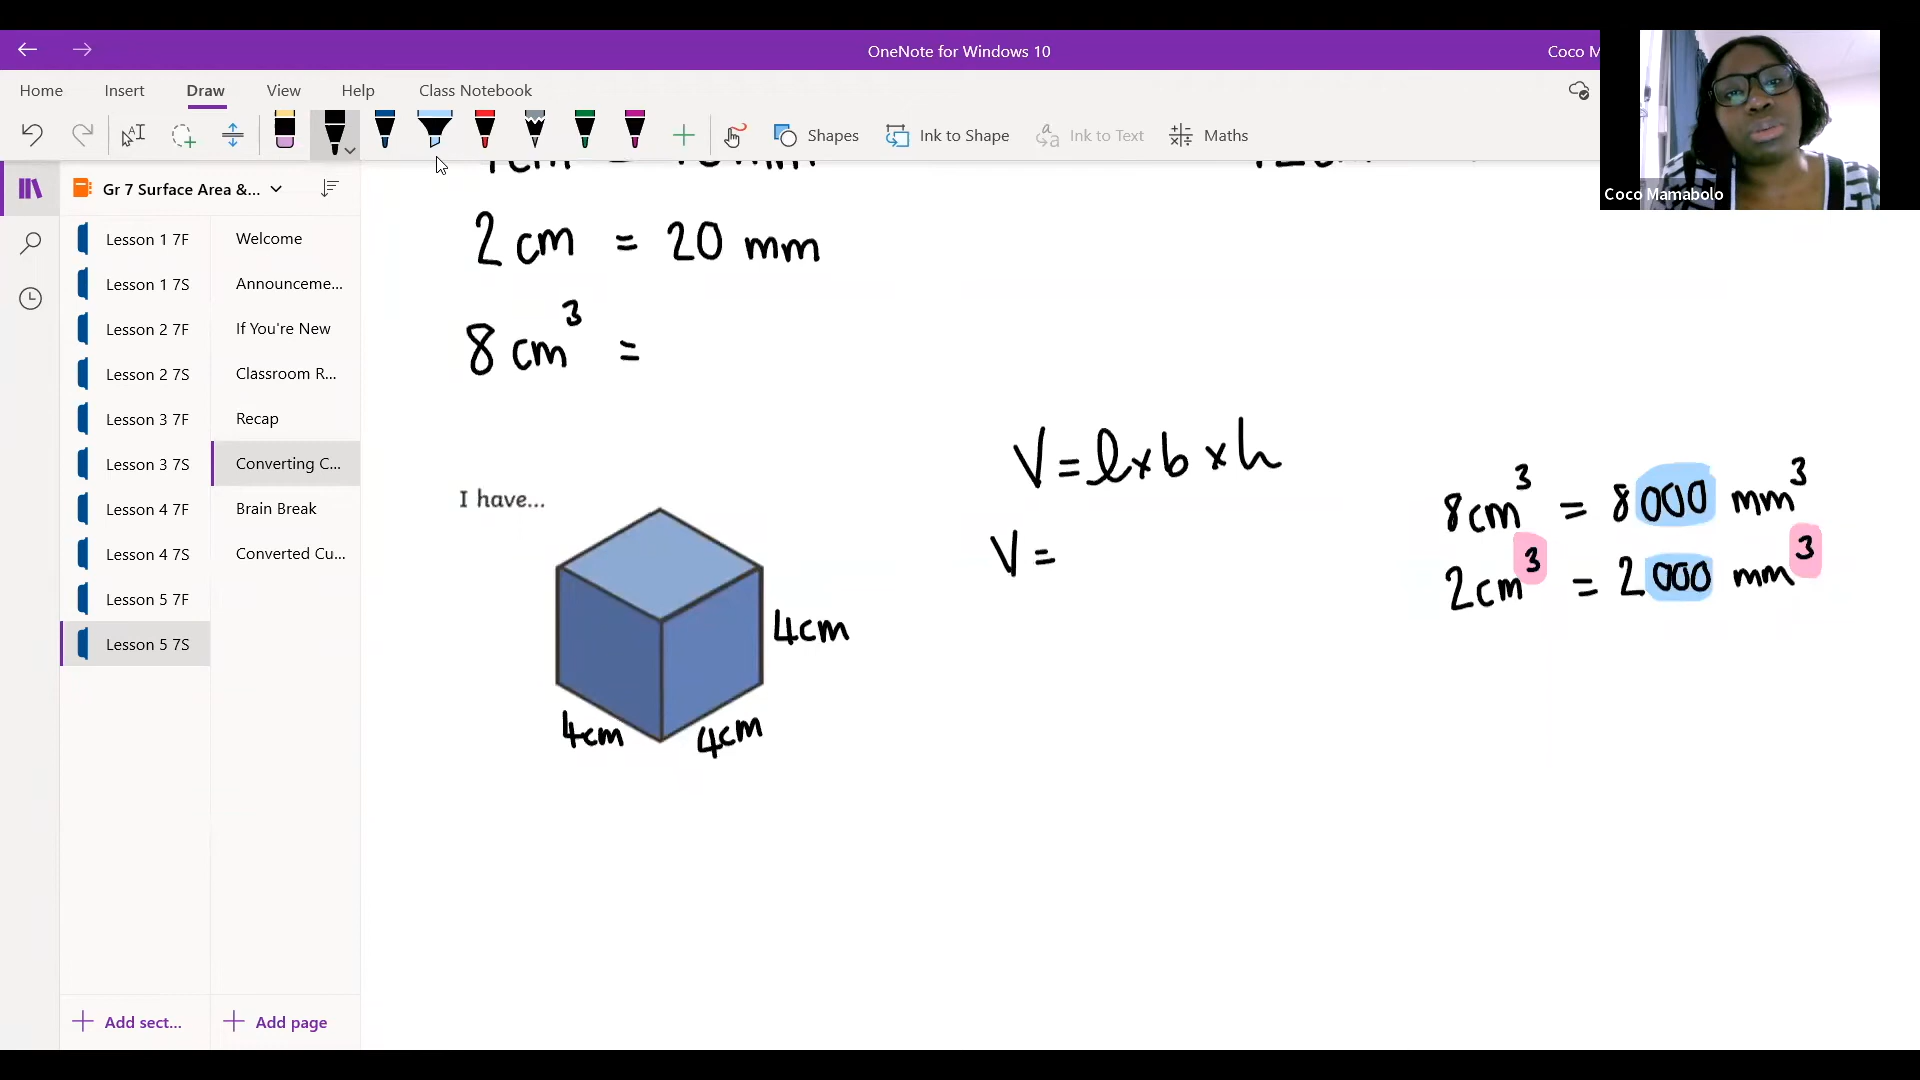 OneNote for Windows 10
Coco M
Home Insert Draw View Help Class Notebook
Shapes Ink to Shape Ink to Text Maths
Coco Mamabolo
Gr 7 Surface Area &...
Lesson 1 7F
Lesson 1 7S
Lesson 2 7F
Lesson 2 7S
Lesson 3 7F
Lesson 3 7S
Lesson 4 7F
Lesson 4 7S
Lesson 5 7F
Lesson 5 7S
Add sect...
Welcome
Announceme...
If You're New
Classroom R...
Recap
Converting C...
Brain Break
Converted Cu...
Add page
2 cm = 20 mm
8 cm³ =
I have...
4cm
4cm
4cm
V = l x b x h
V =
8cm³ = 8000 mm³
2cm³ = 2000 mm³